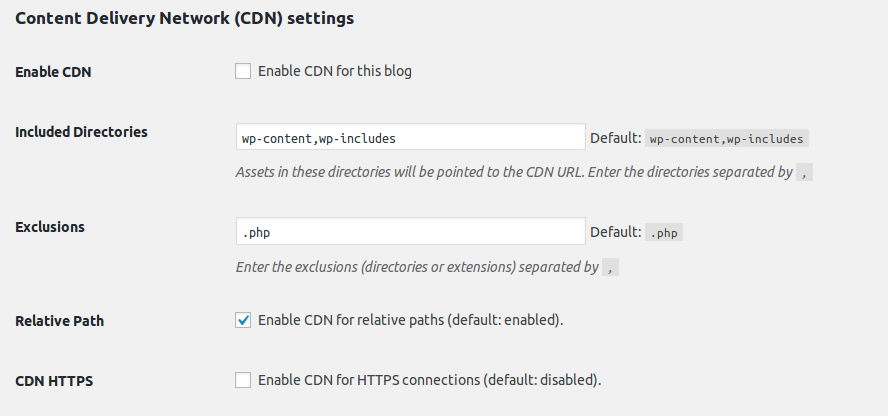 Content Delivery Network (CDN) settings
Enable CDN Enable CDN for this blog
Included Directories wp-content,wp-includes Default: wp-content,wp-includes
Assets in these directories will be pointed to the CDN URL. Enter the directories separated by ,
Exclusions .php Default: .php
Enter the exclusions (directories or extensions) separated by ,
Relative Path Enable CDN for relative paths (default: enabled).
CDN HTTPS Enable CDN for HTTPS connections (default: disabled).